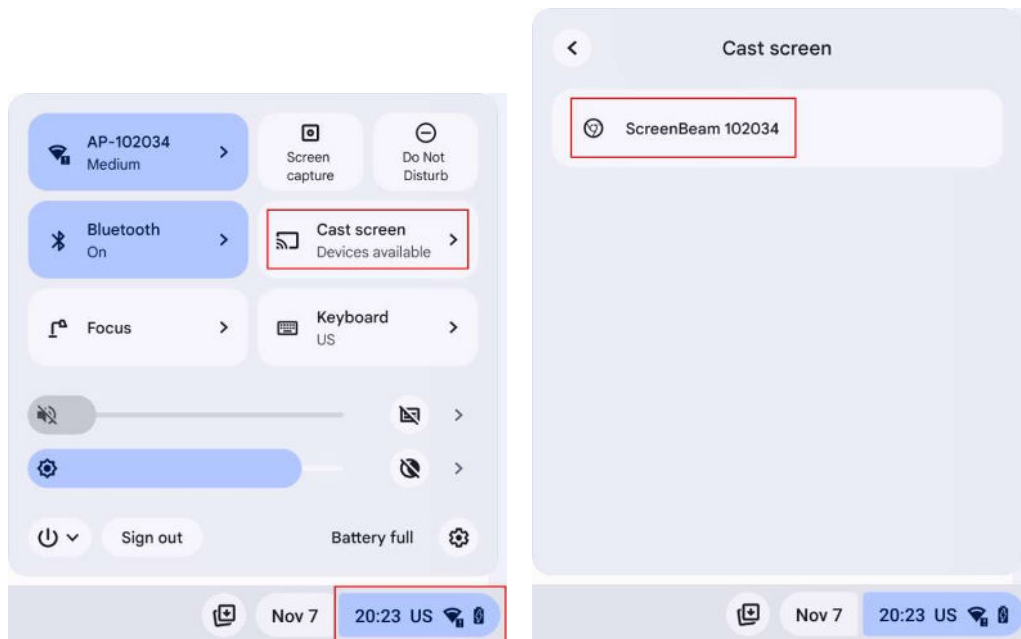 AP-102034
Medium
Screen
capture
Do Not
Disturb
Bluetooth
On
Cast screen
Devices available
Focus
Keyboard
US
Sign out
Battery full
Nov 7
20:23 US
Cast screen
ScreenBeam 102034
Nov 7
20:23 US